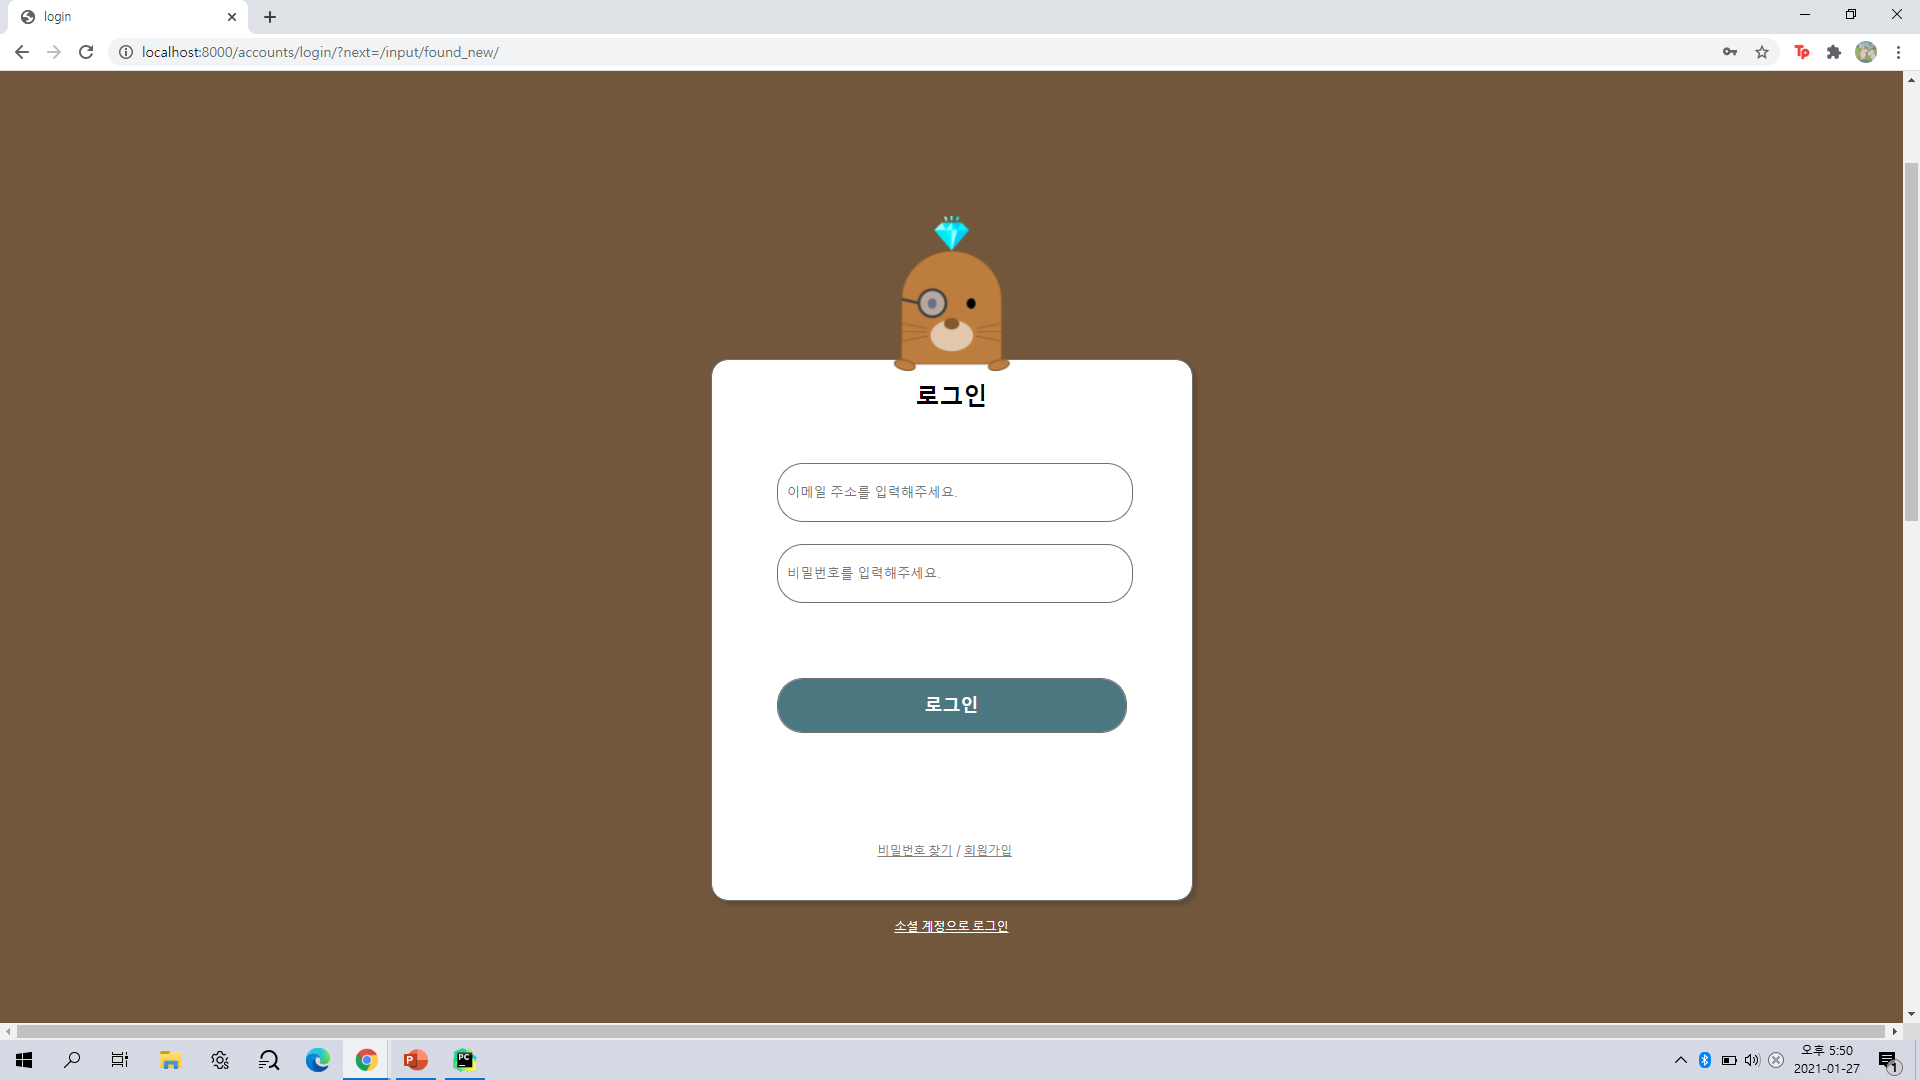 login
localhost:8000/accounts/login/?next=/input/found_new/
Tp
로그인
이메일 주소를 입력해주세요.
비밀번호를 입력해주세요.
로그인
비밀번호 찾기 / 회원가입
소셜 계정으로 로그인
P
PC
오후 5:50
2021-01-27
1